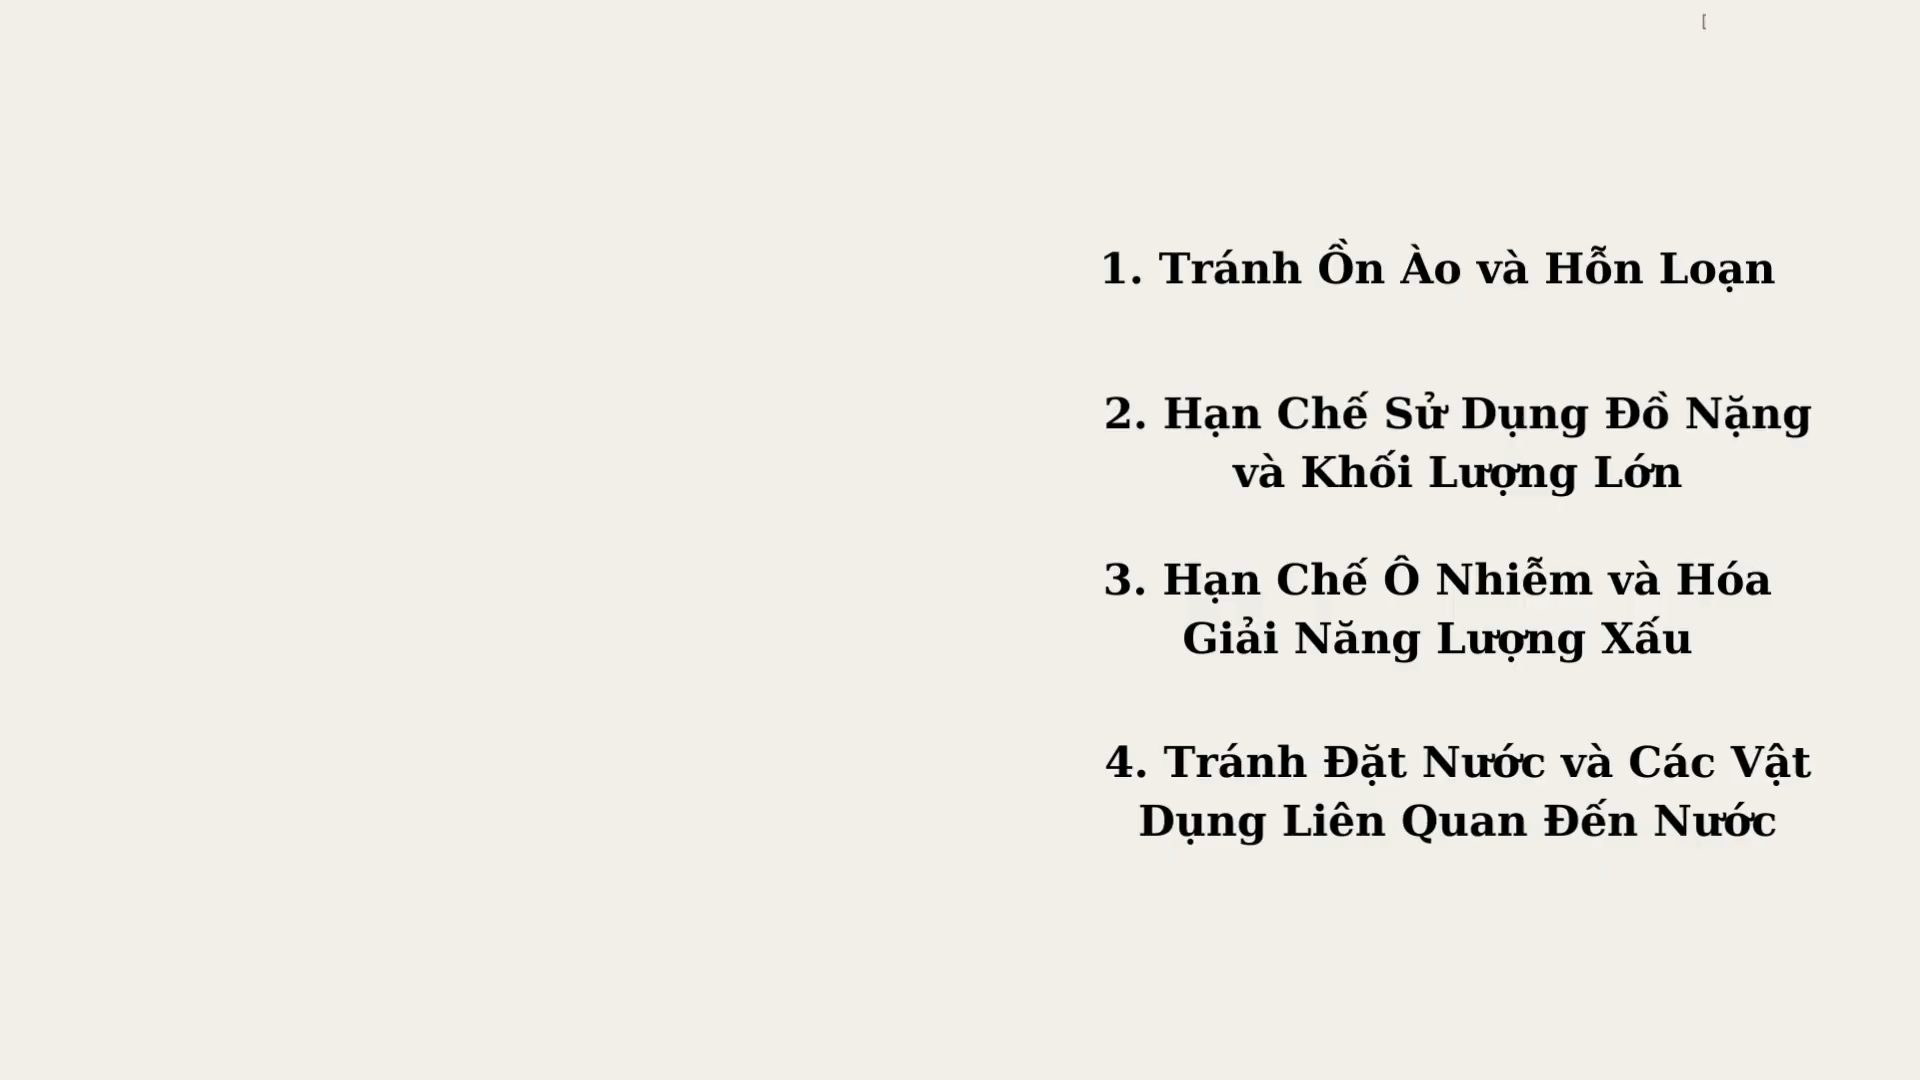 1. Tránh Ồn Ào và Hỗn Loạn
2. Hạn Chế Sử Dụng Đồ Nặng
và Khối Lượng Lớn
3. Hạn Chế Ô Nhiễm và Hóa
Giải Năng Lượng Xấu
4. Tránh Đặt Nước và Các Vật
Dụng Liên Quan Đến Nước